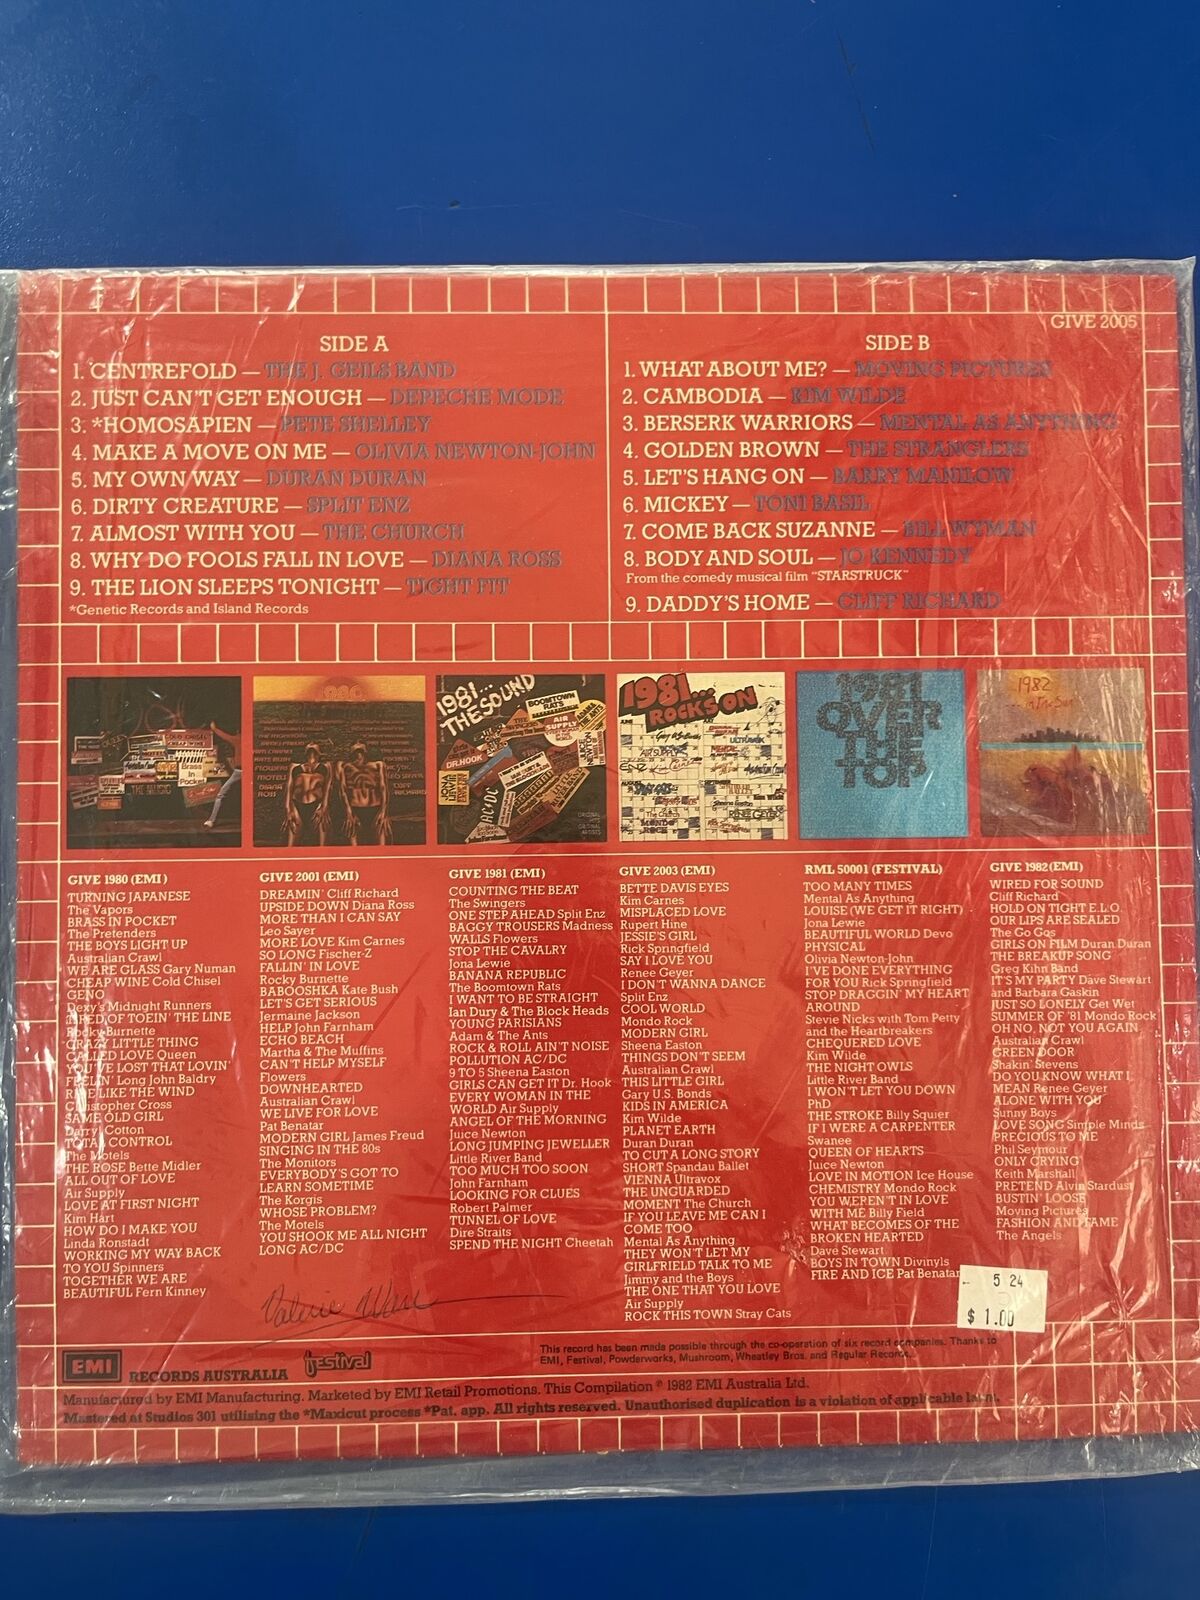 GIVE 2005
SIDE A
1. CENTREFOLD — THE J. GEILS BAND
2. JUST CAN'T GET ENOUGH — DEPECHE MODE
3. *HOMOSAPIEN — PETE SHELLEY
4. MAKE A MOVE ON ME — OLIVIA NEWTON-JOHN
5. MY OWN WAY — DURAN DURAN
6. DIRTY CREATURE — SPLIT ENZ
7. ALMOST WITH YOU — THE CHURCH
8. WHY DO FOOLS FALL IN LOVE — DIANA ROSS
9. THE LION SLEEPS TONIGHT — TIGHT FIT
*Genetic Records and Island Records
SIDE B
1. WHAT ABOUT ME? — MOVING PICTURES
2. CAMBODIA — KIM WILDE
3. BERSERK WARRIORS — MENTAL AS ANYTHING
4. GOLDEN BROWN — THE STRANGLERS
5. LET'S HANG ON — BARRY MANILOW
6. MICKEY — TONI BASIL
7. COME BACK SUZANNE — BILL WYMAN
8. BODY AND SOUL — JO KENNEDY
From the comedy musical film "STARSTRUCK"
9. DADDY'S HOME — CLIFF RICHARD
1981...
THE SOUND
1981...
ROCKS ON
1981
OVER
THE
TOP
1982
...in the Sun
GIVE 1980 (EMI)
TURNING JAPANESE
The Vapors
BRASS IN POCKET
The Pretenders
THE BOYS LIGHT UP
Australian Crawl
WE ARE GLASS Gary Numan
CHEAP WINE Cold Chisel
GENO
Dexy's Midnight Runners
TIRED OF TOEIN' THE LINE
Rocky Burnette
CRAZY LITTLE THING
CALLED LOVE Queen
YOU'VE LOST THAT LOVIN'
FEELIN' Long John Baldry
RIDE LIKE THE WIND
Christopher Cross
SAME OLD GIRL
Darryl Cotton
TOTAL CONTROL
The Motels
THE ROSE Bette Midler
ALL OUT OF LOVE
Air Supply
LOVE AT FIRST NIGHT
Kim Hart
HOW DO I MAKE YOU
Linda Ronstadt
WORKING MY WAY BACK
TO YOU Spinners
TOGETHER WE ARE
BEAUTIFUL Fern Kinney
GIVE 2001 (EMI)
DREAMIN' Cliff Richard
UPSIDE DOWN Diana Ross
MORE THAN I CAN SAY
Leo Sayer
MORE LOVE Kim Carnes
SO LONG Fischer-Z
FALLIN' IN LOVE
Rocky Burnette
BABOOSHKA Kate Bush
LET'S GET SERIOUS
Jermaine Jackson
HELP John Farnham
ECHO BEACH
Martha & The Muffins
CAN'T HELP MYSELF
Flowers
DOWNHEARTED
Australian Crawl
WE LIVE FOR LOVE
Pat Benatar
MODERN GIRL James Freud
SINGING IN THE 80s
The Monitors
EVERYBODY'S GOT TO
LEARN SOMETIME
The Korgis
WHOSE PROBLEM?
The Motels
YOU SHOOK ME ALL NIGHT
LONG AC/DC
GIVE 1981 (EMI)
COUNTING THE BEAT
The Swingers
ONE STEP AHEAD Split Enz
BAGGY TROUSERS Madness
WALLS Flowers
STOP THE CAVALRY
Jona Lewie
BANANA REPUBLIC
The Boomtown Rats
I WANT TO BE STRAIGHT
Ian Dury & The Block Heads
YOUNG PARISIANS
Adam & The Ants
ROCK & ROLL AIN'T NOISE
POLUTION AC/DC
9 TO 5 Sheena Easton
GIRLS CAN GET IT Dr. Hook
EVERY WOMAN IN THE
WORLD Air Supply
ANGEL OF THE MORNING
Juice Newton
LONG JUMPING JEWELLER
Little River Band
TOO MUCH TOO SOON
John Farnham
LOOKING FOR CLUES
Robert Palmer
TUNNEL OF LOVE
Dire Straits
SPEND THE NIGHT Cheetah
GIVE 2003 (EMI)
BETTE DAVIS EYES
Kim Carnes
MISPLACED LOVE
Rupert Hine
JESSIE'S GIRL
Rick Springfield
SAY I LOVE YOU
Renee Geyer
I DON'T WANNA DANCE
Split Enz
COOL WORLD
Mondo Rock
MODERN GIRL
Sheena Easton
THINGS DON'T SEEM
Australian Crawl
THIS LITTLE GIRL
Gary U.S. Bonds
KIDS IN AMERICA
Kim Wilde
PLANET EARTH
Duran Duran
TO CUT A LONG STORY
SHORT Spandau Ballet
VIENNA Ultravox
THE UNGUARDED
MOMENT The Church
IF YOU LEAVE ME CAN I
COME TOO
Mental As Anything
THEY WON'T LET MY
GIRLFRIELD TALK TO ME
Jimmy and the Boys
THE ONE THAT YOU LOVE
Air Supply
ROCK THIS TOWN Stray Cats
RML 50001 (FESTIVAL)
TOO MANY TIMES
Mental As Anything
LOUISE (WE GET IT RIGHT)
Jona Lewie
BEAUTIFUL WORLD Devo
PHYSICAL
Olivia Newton-John
I'VE DONE EVERYTHING
FOR YOU Rick Springfield
STOP DRAGGIN' MY HEART
AROUND
Stevie Nicks with Tom Petty
and the Heartbreakers
CHEQUERED LOVE
Kim Wilde
THE NIGHT OWLS
Little River Band
I WON'T LET YOU DOWN
PhD
THE STROKE Billy Squier
IF I WERE A CARPENTER
Swanee
QUEEN OF HEARTS
Juice Newton
LOVE IN MOTION Ice House
CHEMISTRY Mondo Rock
YOU WEREN'T IN LOVE
WITH ME Billy Field
WHAT BECOMES OF THE
BROKEN HEARTED
Dave Stewart
BOYS IN TOWN Divinyls
FIRE AND ICE Pat Benatar
GIVE 1982 (EMI)
WIRED FOR SOUND
Cliff Richard
HOLD ON TIGHT E.L.O.
OUR LIPS ARE SEALED
The Go Gos
GIRLS ON FILM Duran Duran
THE BREAKUP SONG
Greg Kihn Band
IT'S MY PARTY Dave Stewart
and Barbara Gaskin
JUST SO LONELY Get Wet
SUMMER OF '81 Mondo Rock
OH NO, NOT YOU AGAIN
Australian Crawl
GREEN DOOR
Shakin' Stevens
DO YOU KNOW WHAT I
MEAN Renee Geyer
ALONE WITH YOU
Sunny Boys
LOVE SONG Simple Minds
PRECIOUS TO ME
Phil Seymour
ONLY CRYING
Keith Marshall
PRETEND Alvin Stardust
BUSTIN' LOOSE
Moving Pictures
FASHION AND FAME
The Angels
Valerie
5 24
$ 1.00
EMI RECORDS AUSTRALIA festival
This record has been made possible through the co-operation of six record companies. Thanks to
EMI, Festival, Powderworks, Mushroom, Wheatley Bros. and Regular Records.
Manufactured by EMI Manufacturing. Marketed by EMI Retail Promotions. This Compilation ℗ 1982 EMI Australia Ltd.
Mastered at Studios 301 utilising the *Maxicut process *Pat. app. All rights reserved. Unauthorised duplication is a violation of applicable laws.